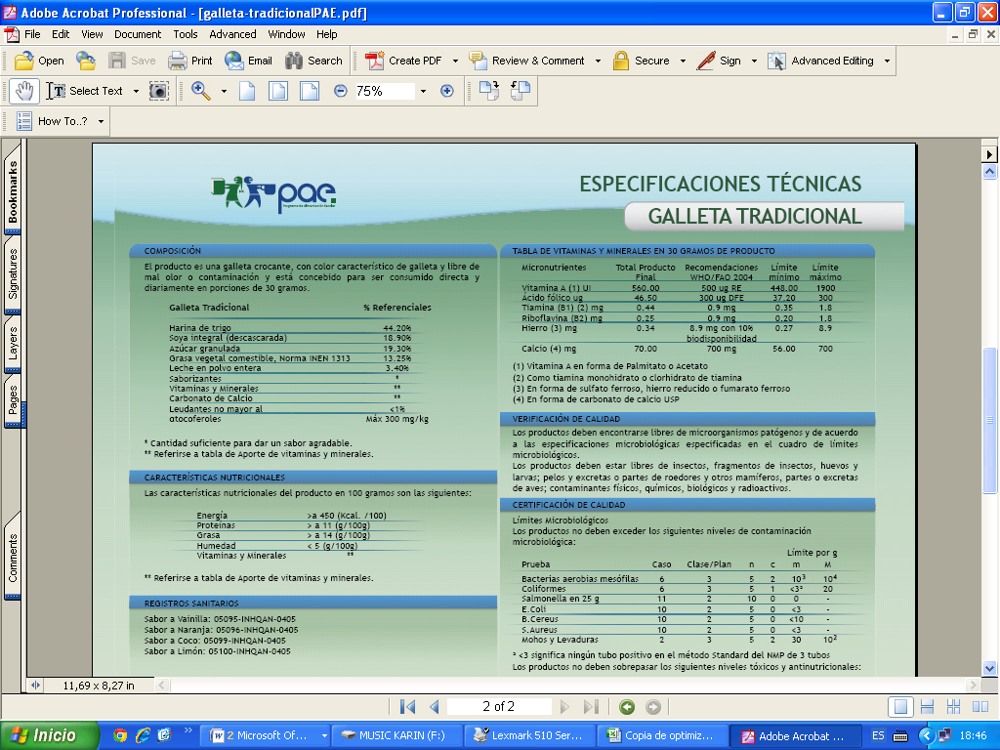 Adobe Acrobat Professional - [galleta-tradicionalPAE.pdf]
File Edit View Document Tools Advanced Window Help
Open Save Print Email Search Create PDF Review & Comment Secure Sign Advanced Editing
Select Text 75%
How To..?
Bookmarks
Signatures
Layers
Pages
Comments
pae
Programa de Alimentación Escolar
ESPECIFICACIONES TÉCNICAS
GALLETA TRADICIONAL
COMPOSICIÓN
El producto es una galleta crocante, con color característico de galleta y libre de
mal olor o contaminación y está concebido para ser consumido directa y
diariamente en porciones de 30 gramos.
Galleta Tradicional % Referenciales
Harina de trigo 44.20%
Soya integral (descascarada) 18.90%
Azúcar granulada 19.30%
Grasa vegetal comestible, Norma INEN 1313 13.25%
Leche en polvo entera 3.40%
Saborizantes *
Vitaminas y Minerales **
Carbonato de Calcio **
Leudantes no mayor al <1%
αtocoferoles Máx 300 mg/kg
* Cantidad suficiente para dar un sabor agradable.
** Referirse a tabla de Aporte de vitaminas y minerales.
CARACTERÍSTICAS NUTRICIONALES
Las características nutricionales del producto en 100 gramos son las siguientes:
Energía >a 450 (Kcal. /100)
Proteínas > a 11 (g/100g)
Grasa > a 14 (g/100g)
Humedad < 5 (g/100g)
Vitaminas y Minerales **
** Referirse a tabla de Aporte de vitaminas y minerales.
REGISTROS SANITARIOS
Sabor a Vainilla: 05095-INHQAN-0405
Sabor a Naranja: 05096-INHQAN-0405
Sabor a Coco: 05099-INHQAN-0405
Sabor a Limón: 05100-INHQAN-0405
TABLA DE VITAMINAS Y MINERALES EN 30 GRAMOS DE PRODUCTO
Micronutrientes Total Producto Recomendaciones Límite Límite
Final WHO/FAO 2004 mínimo máximo
Vitamina A (1) UI 560.00 500 ug RE 448.00 1900
Ácido fólico ug 46.50 300 ug DFE 37.20 300
Tiamina (B1) (2) mg 0.44 0.9 mg 0.35 1.8
Riboflavina (B2) mg 0.25 0.9 mg 0.20 1.8
Hierro (3) mg 0.34 8.9 mg con 10% 0.27 8.9
biodisponibilidad
Calcio (4) mg 70.00 700 mg 56.00 700
(1) Vitamina A en forma de Palmitato o Acetato
(2) Como tiamina monohidrato o clorhidrato de tiamina
(3) En forma de sulfato ferroso, hierro reducido o fumarato ferroso
(4) En forma de carbonato de calcio USP
VERIFICACIÓN DE CALIDAD
Los productos deben encontrarse libres de microorganismos patógenos y de acuerdo
a las especificaciones microbiológicas especificadas en el cuadro de límites
microbiológicos.
Los productos deben estar libres de insectos, fragmentos de insectos, huevos y
larvas; pelos y excretas o partes de roedores y otros mamíferos, partes o excretas
de aves; contaminantes físicos, químicos, biológicos y radioactivos.
CERTIFICACIÓN DE CALIDAD
Límites Microbiológicos
Los productos no deben exceder los siguientes niveles de contaminación
microbiológica:
Límite por g
Prueba Caso Clase/Plan n c m M
Bacterias aerobias mesófilas 6 3 5 2 10³ 10⁴
Coliformes 6 3 5 1 <3ª 20
Salmonella en 25 g 11 2 10 0 0 -
E.Coli 10 2 5 0 <3 -
B.Cereus 10 2 5 0 <10 -
S.Aureus 10 2 5 0 <3 -
Mohos y Levaduras 2 3 5 2 30 10²
ª <3 significa ningún tubo positivo en el método Standard del NMP de 3 tubos
Los productos no deben sobrepasar los siguientes niveles tóxicos y antinutricionales:
11,69 x 8,27 in
2 of 2
Inicio 2 Microsoft Of... MUSIC KARIN (F:) Lexmark 510 Ser... Copia de optimiz... Adobe Acrobat ... ES 18:46